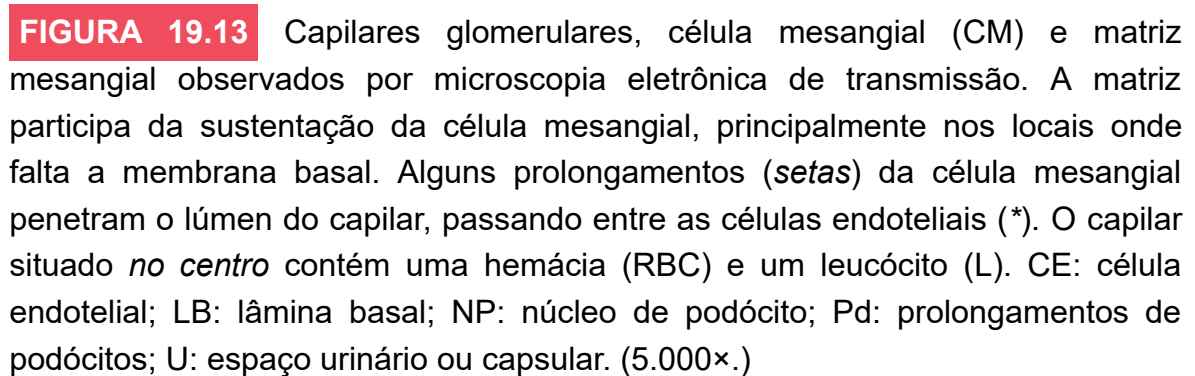 FIGURA 19.13 Capilares glomerulares, célula mesangial (CM) e matriz
mesangial observados por microscopia eletrônica de transmissão. A matriz
participa da sustentação da célula mesangial, principalmente nos locais onde
falta a membrana basal. Alguns prolongamentos (setas) da célula mesangial
penetram o lúmen do capilar, passando entre as células endoteliais (*). O capilar
situado no centro contém uma hemácia (RBC) e um leucócito (L). CE: célula
endotelial; LB: lâmina basal; NP: núcleo de podócito; Pd: prolongamentos de
podócitos; U: espaço urinário ou capsular. (5.000×.)